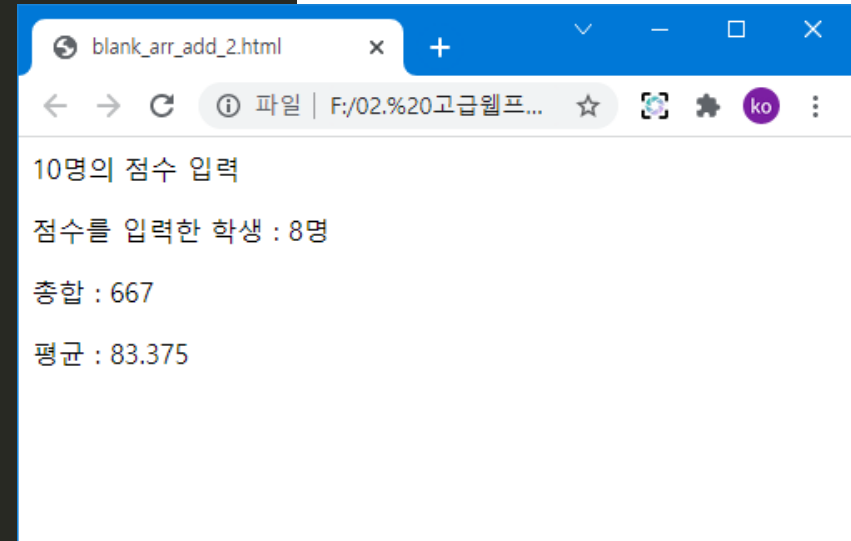 blank_arr_add_2.html
파일 | F:/02.%20고급웹프...
ko
10명의 점수 입력
점수를 입력한 학생 : 8명
총합 : 667
평균 : 83.375